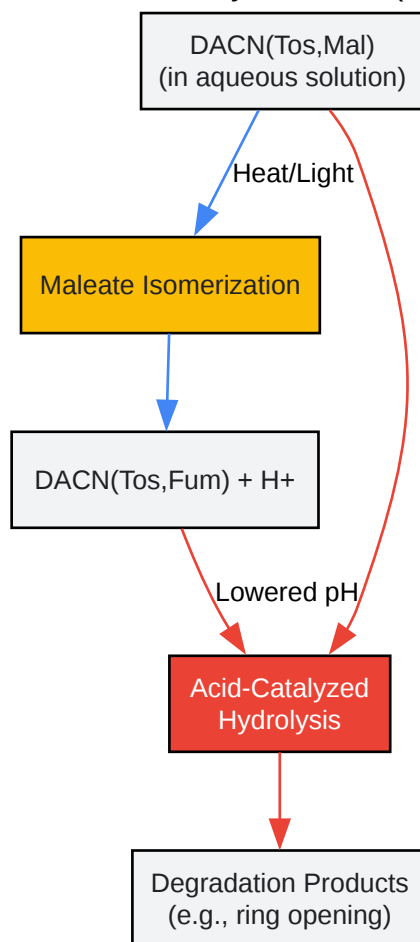 DACN(Tos,Mal)
(in aqueous solution)
Heat/Light
Maleate Isomerization
DACN(Tos,Fum) + H+
Lowered pH
Acid-Catalyzed
Hydrolysis
Degradation Products
(e.g., ring opening)